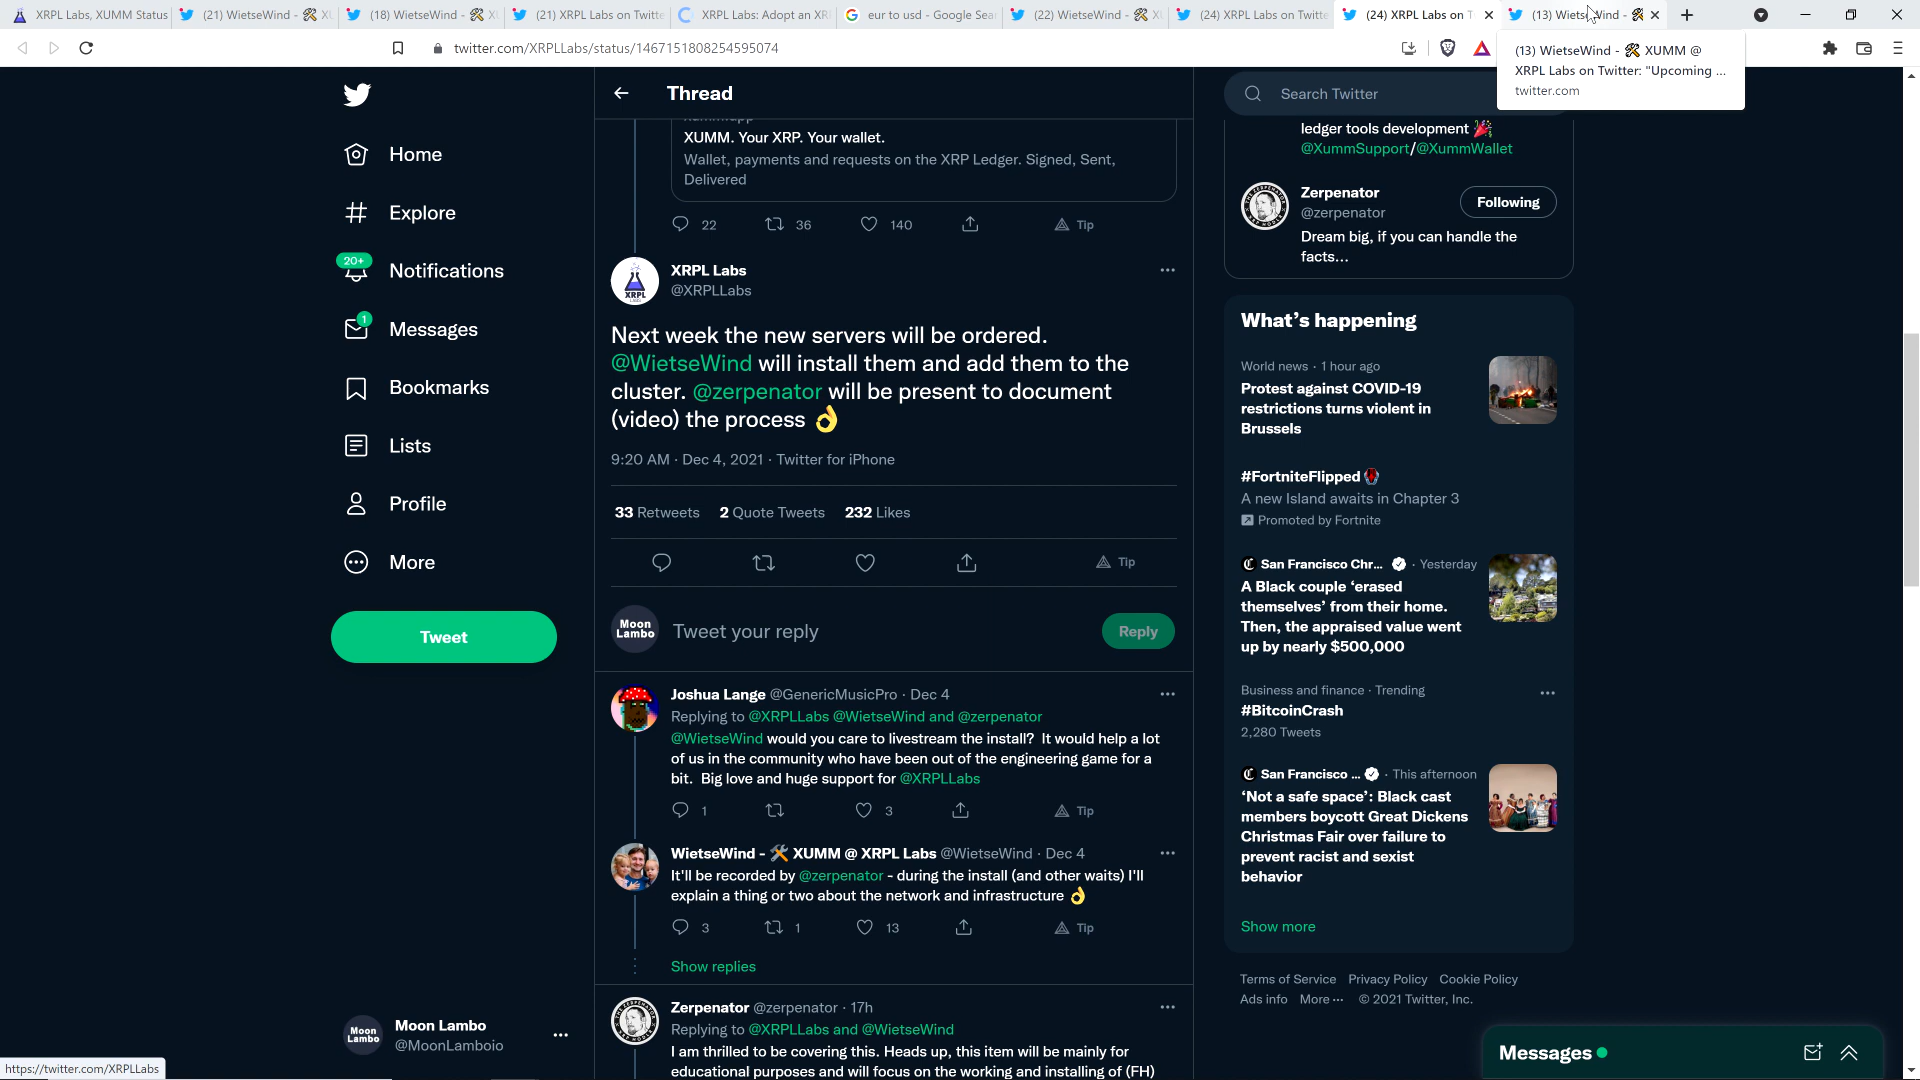 XRPL Labs, XUMM Status
(21) WietseWind - 🛠 XU
(18) WietseWind - 🛠 XU
(21) XRPL Labs on Twitte
XRPL Labs: Adopt an XR
eur to usd - Google Sea
(22) WietseWind - 🛠 XU
(24) XRPL Labs on Twitte
(24) XRPL Labs on T
(13) WietseWind - 🛠
twitter.com/XRPLLabs/status/1467151808254595074
(13) WietseWind - 🛠 XUMM @
XRPL Labs on Twitter: "Upcoming ...
twitter.com
Home
Explore
20+
Notifications
1
Messages
Bookmarks
Lists
Profile
More
Tweet
Moon Lambo
Moon Lambo
@MoonLamboio
https://twitter.com/XRPLLabs
Thread
XUMM. Your XRP. Your wallet.
Wallet, payments and requests on the XRP Ledger. Signed, Sent,
Delivered
22 36 140 Tip
XRPL Labs
@XRPLLabs
Next week the new servers will be ordered.
@WietseWind will install them and add them to the
cluster. @zerpenator will be present to document
(video) the process 👌
9:20 AM · Dec 4, 2021 · Twitter for iPhone
33 Retweets 2 Quote Tweets 232 Likes
Tip
Moon Lambo
Tweet your reply
Reply
Joshua Lange @GenericMusicPro · Dec 4
Replying to @XRPLLabs @WietseWind and @zerpenator
@WietseWind would you care to livestream the install? It would help a lot
of us in the community who have been out of the engineering game for a
bit. Big love and huge support for @XRPLLabs
1 3 Tip
WietseWind - 🛠 XUMM @ XRPL Labs @WietseWind · Dec 4
It'll be recorded by @zerpenator - during the install (and other waits) I'll
explain a thing or two about the network and infrastructure 👌
3 1 13 Tip
Show replies
Zerpenator @zerpenator · 17h
Replying to @XRPLLabs and @WietseWind
I am thrilled to be covering this. Heads up, this item will be mainly for
educational purposes and will focus on the working and installing of (FH)
Search Twitter
ledger tools development 🎉
@XummSupport/@XummWallet
Zerpenator
@zerpenator
Following
Dream big, if you can handle the
facts...
What's happening
World news · 1 hour ago
Protest against COVID-19
restrictions turns violent in
Brussels
#FortniteFlipped
A new Island awaits in Chapter 3
Promoted by Fortnite
San Francisco Chr... · Yesterday
A Black couple 'erased
themselves' from their home.
Then, the appraised value went
up by nearly $500,000
Business and finance · Trending
#BitcoinCrash
2,280 Tweets
San Francisco ... · This afternoon
'Not a safe space': Black cast
members boycott Great Dickens
Christmas Fair over failure to
prevent racist and sexist
behavior
Show more
Terms of Service Privacy Policy Cookie Policy
Ads info More ··· © 2021 Twitter, Inc.
Messages